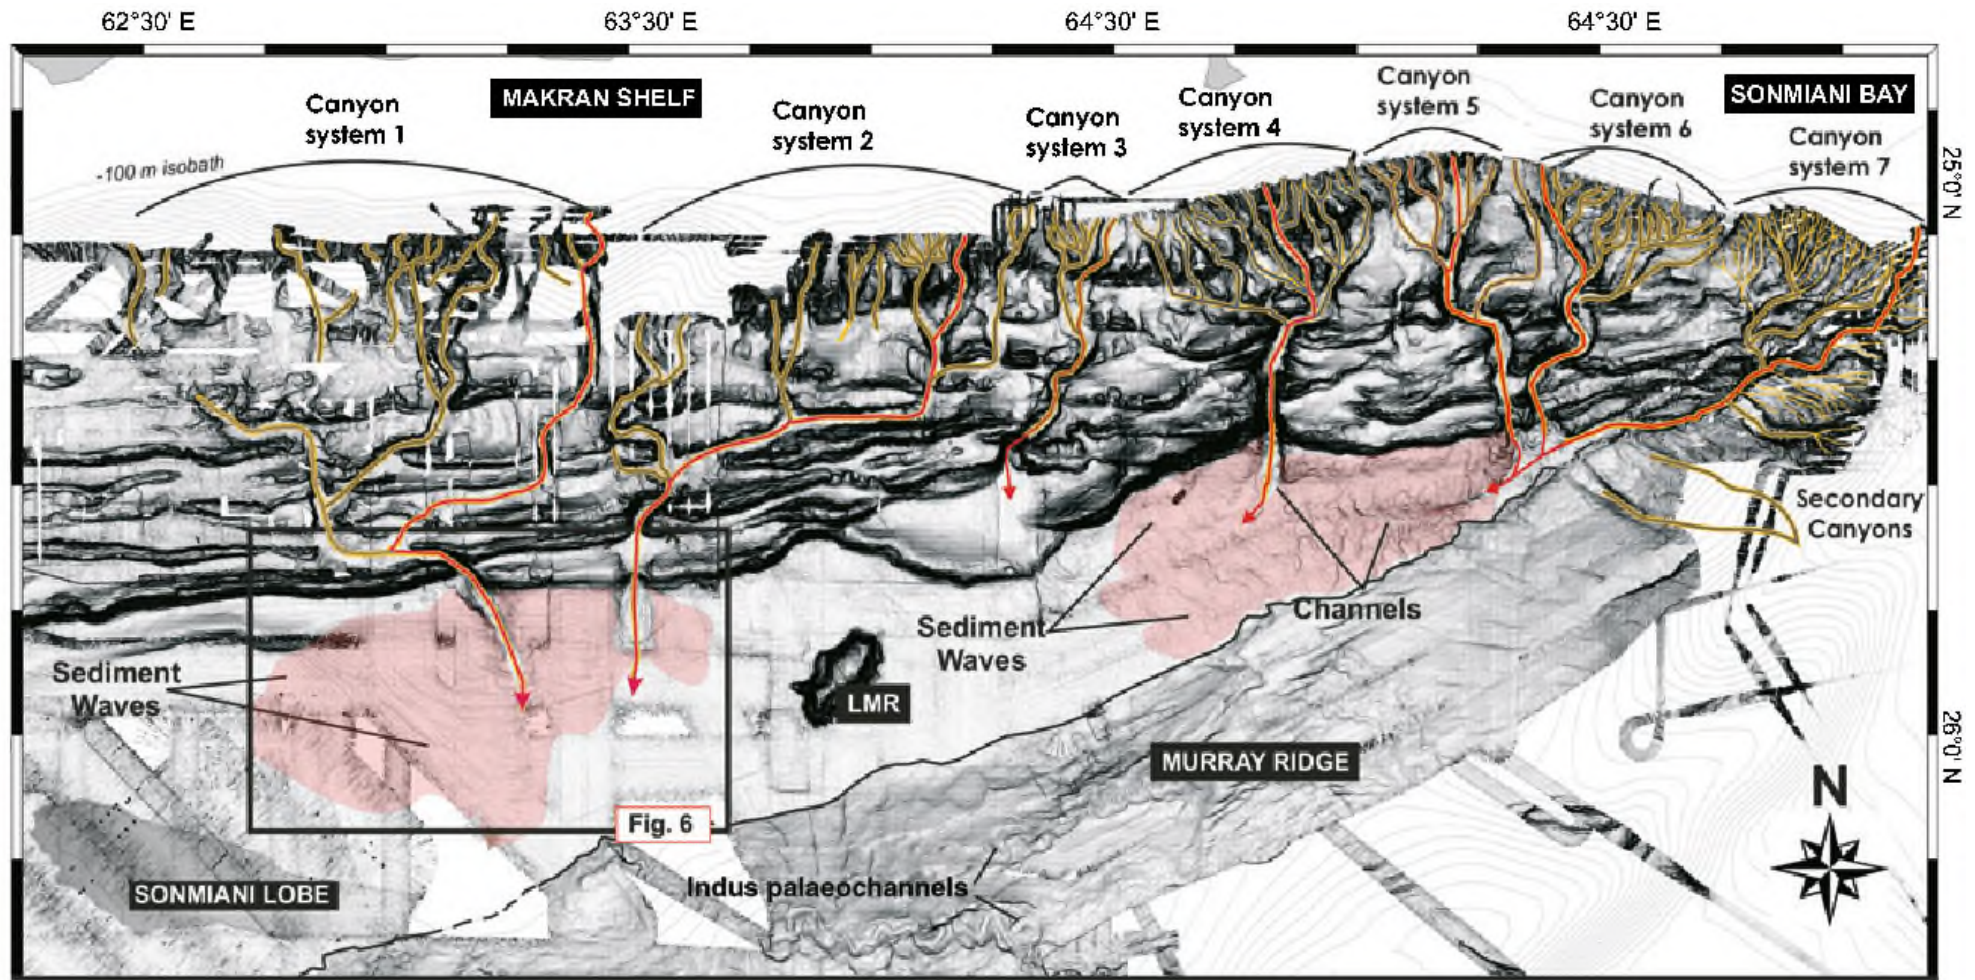 62°30' E
63°30' E
64°30' E
64°30' E
MAKRAN SHELF
SONMIANI BAY
Canyon
system 1
Canyon
system 2
Canyon
system 3
Canyon
system 4
Canyon
system 5
Canyon
system 6
Canyon
system 7
-100 m isobath
25°0' N
Secondary
Canyons
Sediment
Waves
Channels
Sediment
Waves
LMR
MURRAY RIDGE
26°0' N
N
Fig. 6
Indus palaeochannels
SONMIANI LOBE